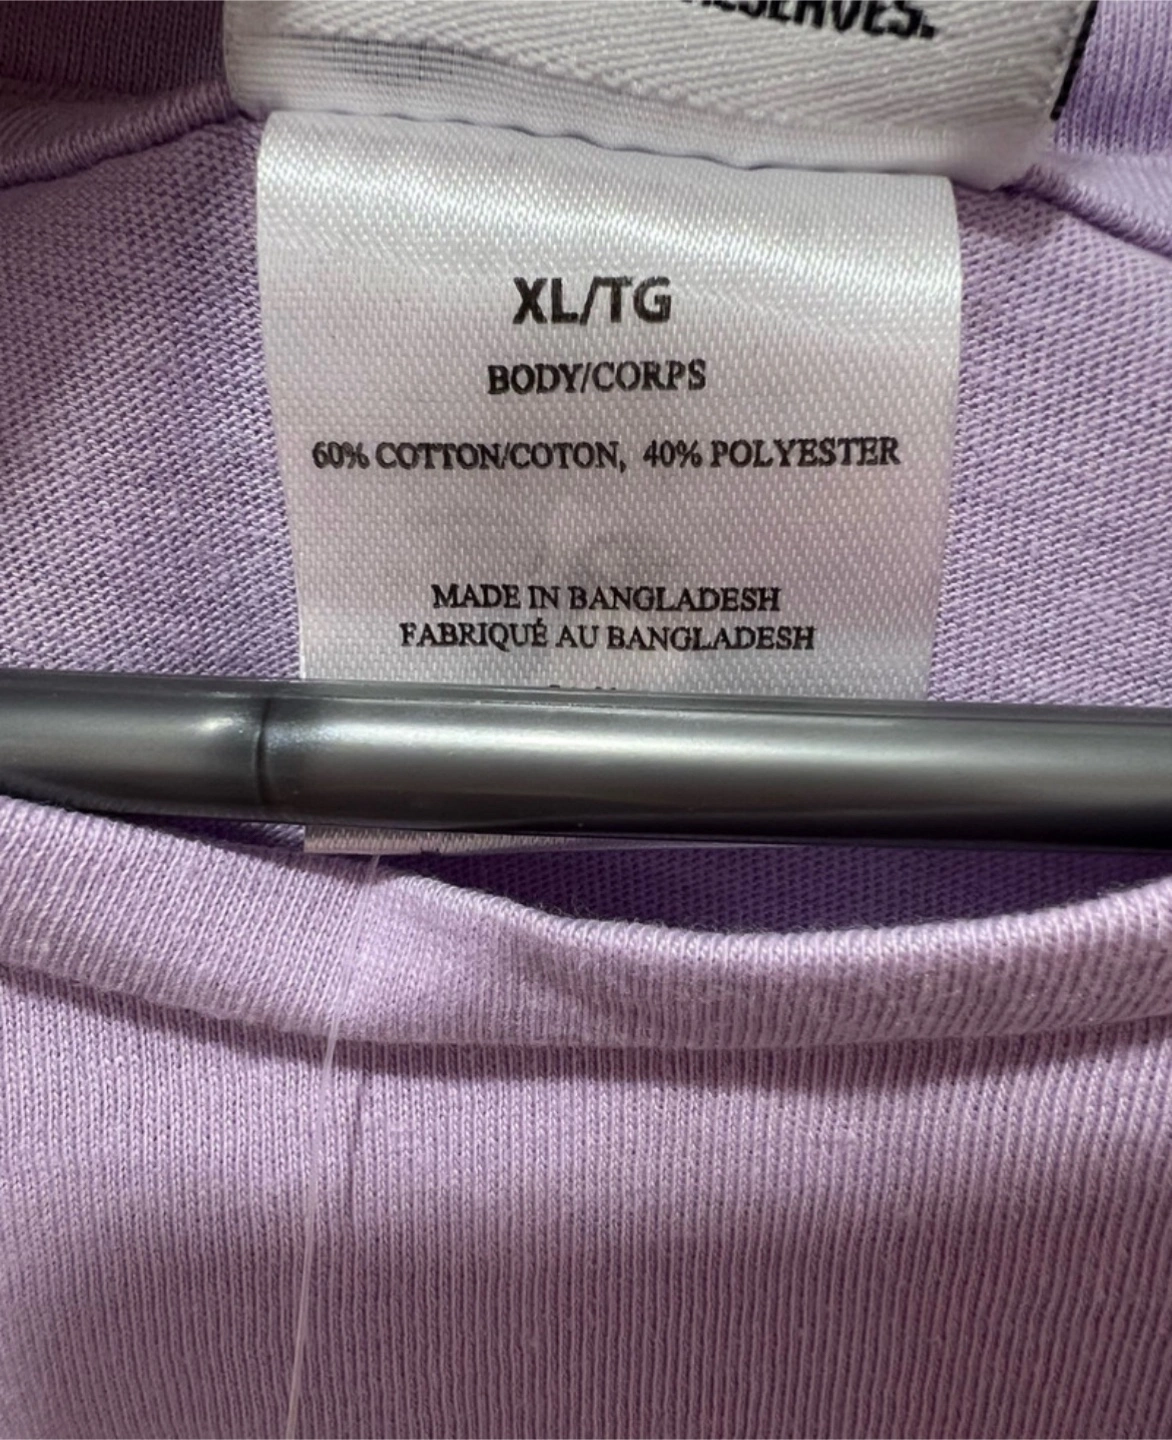 XL/TG
BODY/CORPS
60% COTTON/COTON, 40% POLYESTER
MADE IN BANGLADESH
FABRIQUÉ AU BANGLADESH